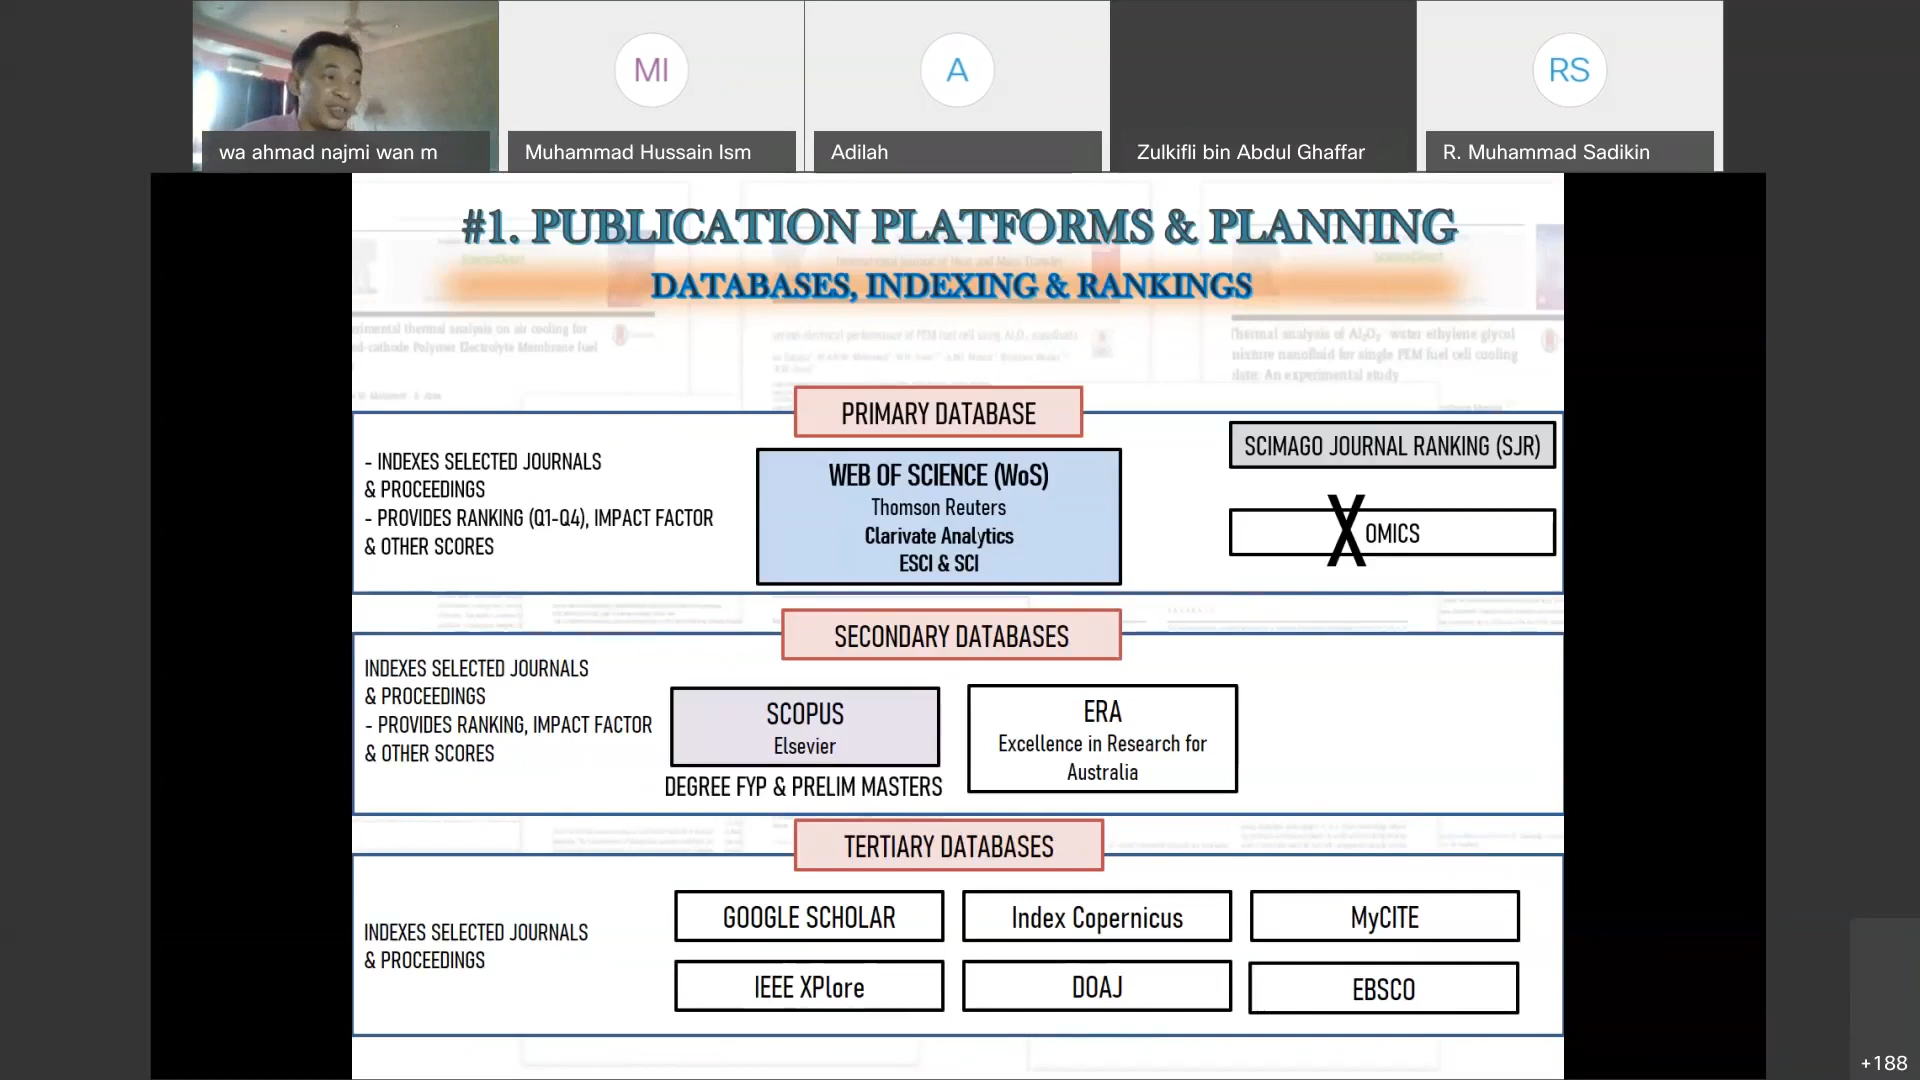 MI
A
RS
wa ahmad najmi wan m
Muhammad Hussain Ism
Adilah
Zulkifli bin Abdul Ghaffar
R. Muhammad Sadikin
#1. PUBLICATION PLATFORMS & PLANNING
DATABASES, INDEXING & RANKINGS
PRIMARY DATABASE
- INDEXES SELECTED JOURNALS
& PROCEEDINGS
- PROVIDES RANKING (Q1-Q4), IMPACT FACTOR
& OTHER SCORES
WEB OF SCIENCE (WoS)
Thomson Reuters
Clarivate Analytics
ESCI & SCI
SCIMAGO JOURNAL RANKING (SJR)
X OMICS
SECONDARY DATABASES
INDEXES SELECTED JOURNALS
& PROCEEDINGS
- PROVIDES RANKING, IMPACT FACTOR
& OTHER SCORES
SCOPUS
Elsevier
DEGREE FYP & PRELIM MASTERS
ERA
Excellence in Research for
Australia
TERTIARY DATABASES
INDEXES SELECTED JOURNALS
& PROCEEDINGS
GOOGLE SCHOLAR
Index Copernicus
MyCITE
IEEE XPlore
DOAJ
EBSCO
+188